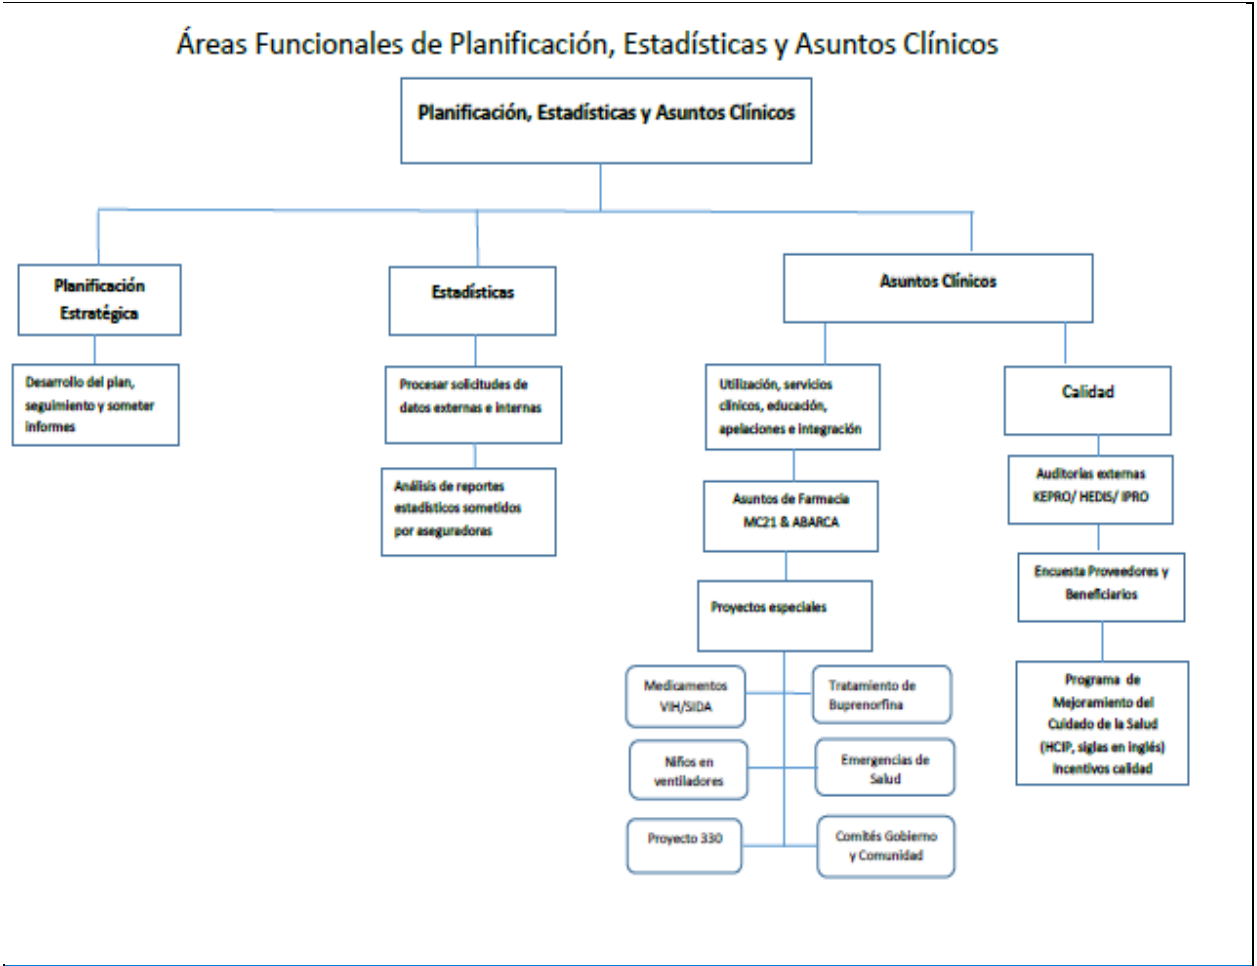 Áreas Funcionales de Planificación, Estadísticas y Asuntos Clínicos
Planificación, Estadísticas y Asuntos Clínicos
Planificación
Estratégica
Desarrollo del plan,
seguimiento y someter
informes
Estadísticas
Procesar solicitudes de
datos externas e internas
Análisis de reportes
estadísticos sometidos
por aseguradoras
Asuntos Clínicos
Utilización, servicios
clínicos, educación,
apelaciones e integración
Asuntos de Farmacia
MC21 & ABARCA
Proyectos especiales
Medicamentos
VIH/SIDA
Tratamiento de
Buprenorfina
Niños en
ventiladores
Emergencias de
Salud
Proyecto 330
Comités Gobierno
y Comunidad
Calidad
Auditorías externas
KEPRO/ HEDIS/ IPRO
Encuesta Proveedores y
Beneficiarios
Programa de
Mejoramiento del
Cuidado de la Salud
(HCIP, siglas en inglés)
Incentivos calidad